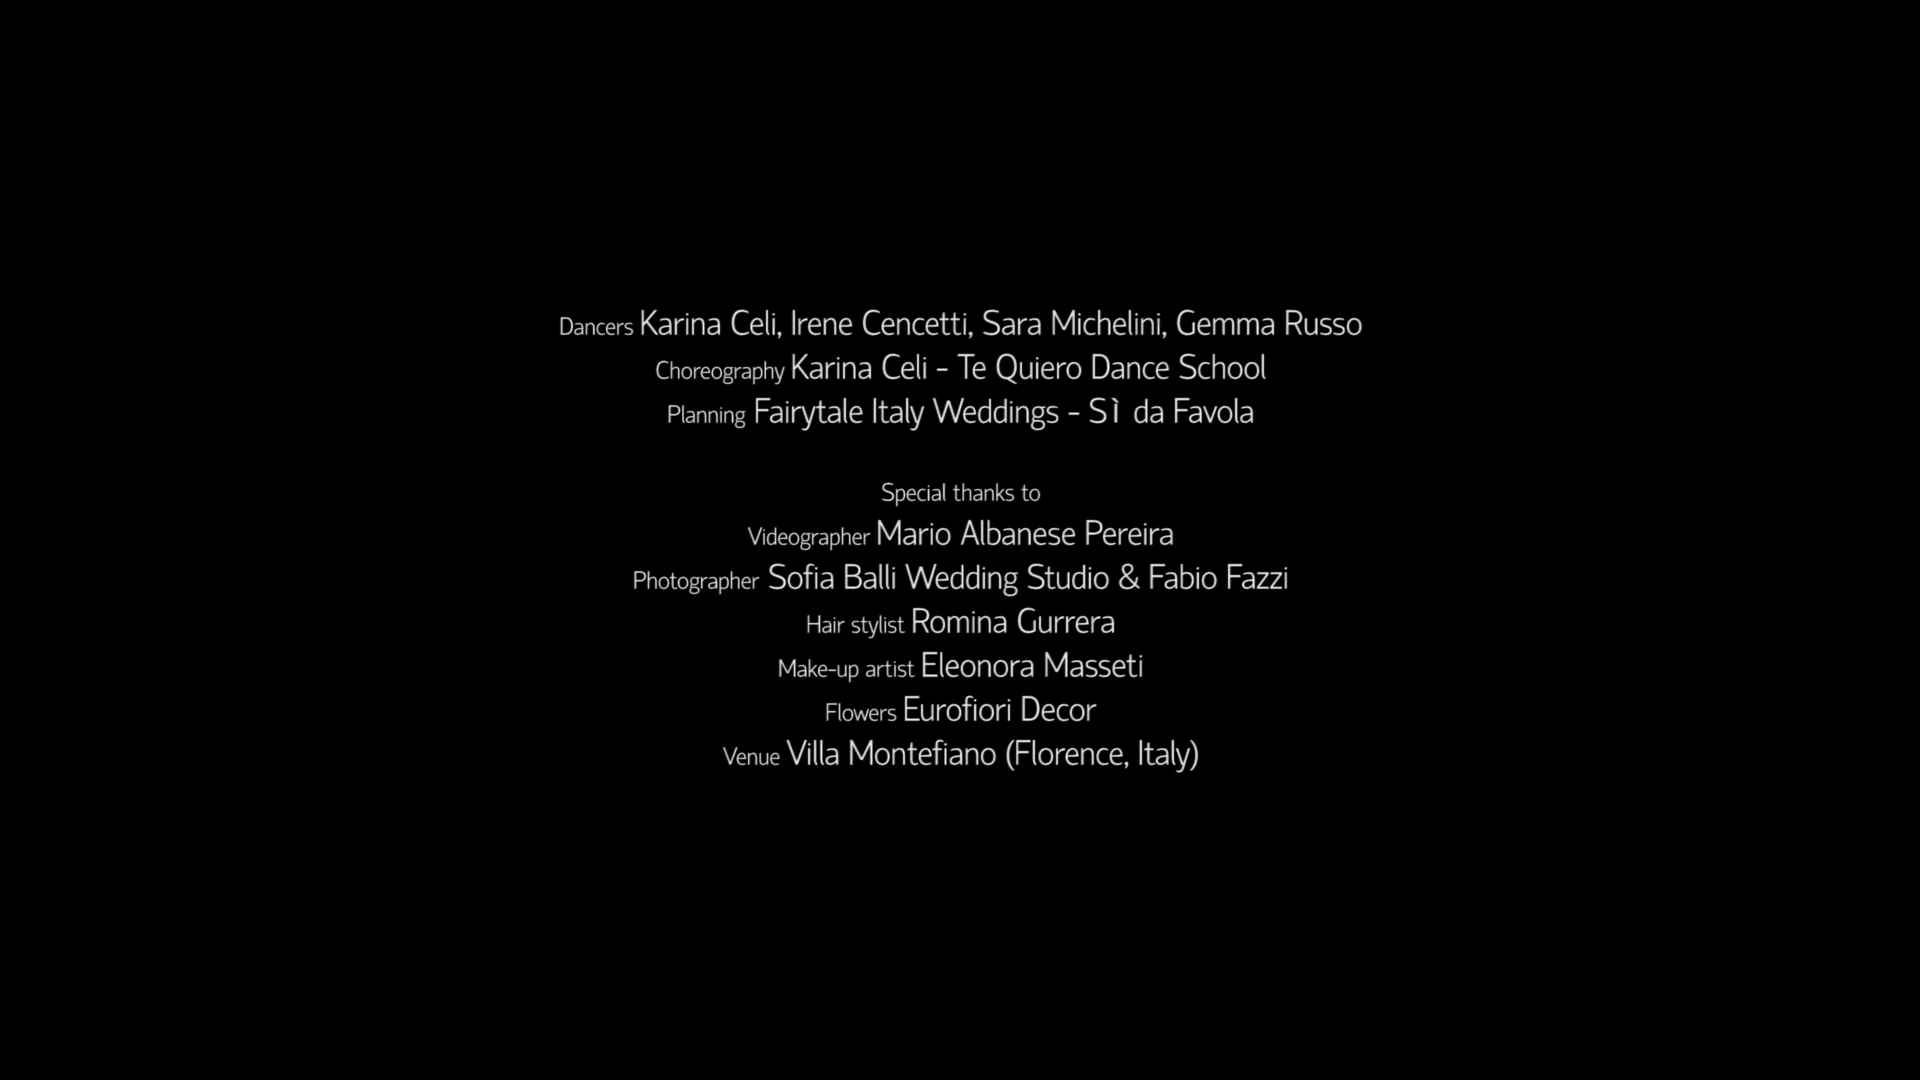 Dancers Karina Celi, Irene Cencetti, Sara Michelini, Gemma Russo
Choreography Karina Celi - Te Quiero Dance School
Planning Fairytale Italy Weddings - Sì da Favola
Special thanks to
Videographer Mario Albanese Pereira
Photographer Sofia Balli Wedding Studio & Fabio Fazzi
Hair stylist Romina Gurrera
Make-up artist Eleonora Masseti
Flowers Eurofiori Decor
Venue Villa Montefiano (Florence, Italy)